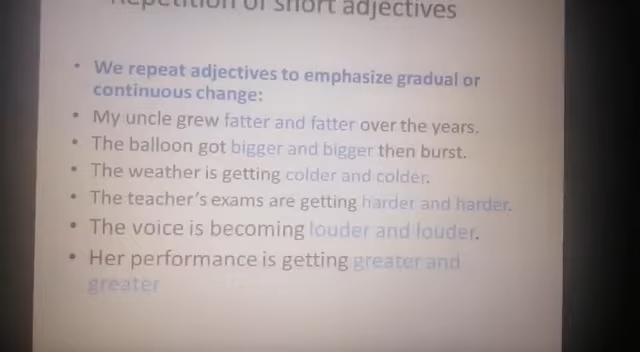 Repetition of short adjectives
• We repeat adjectives to emphasize gradual or
continuous change:
• My uncle grew fatter and fatter over the years.
• The balloon got bigger and bigger then burst.
• The weather is getting colder and colder.
• The teacher's exams are getting harder and harder.
• The voice is becoming louder and louder.
• Her performance is getting greater and
greater